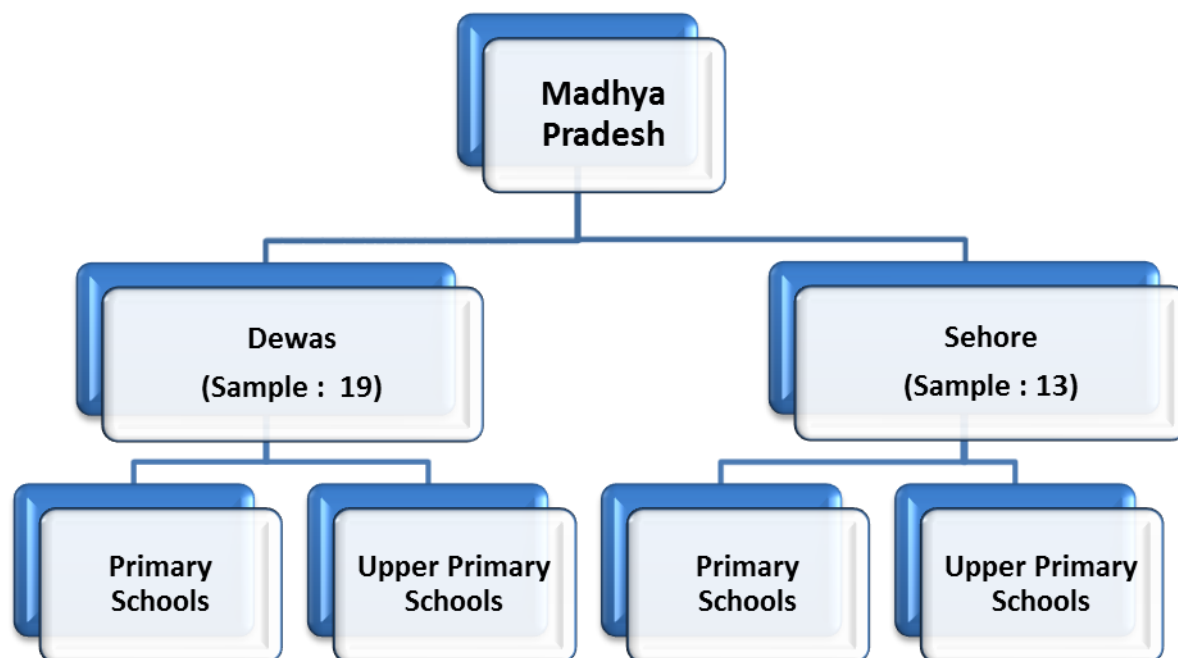 Madhya
Pradesh
Dewas
(Sample :  19)
Sehore
(Sample : 13)
Primary
Schools
Upper Primary
Schools
Primary
Schools
Upper Primary
Schools